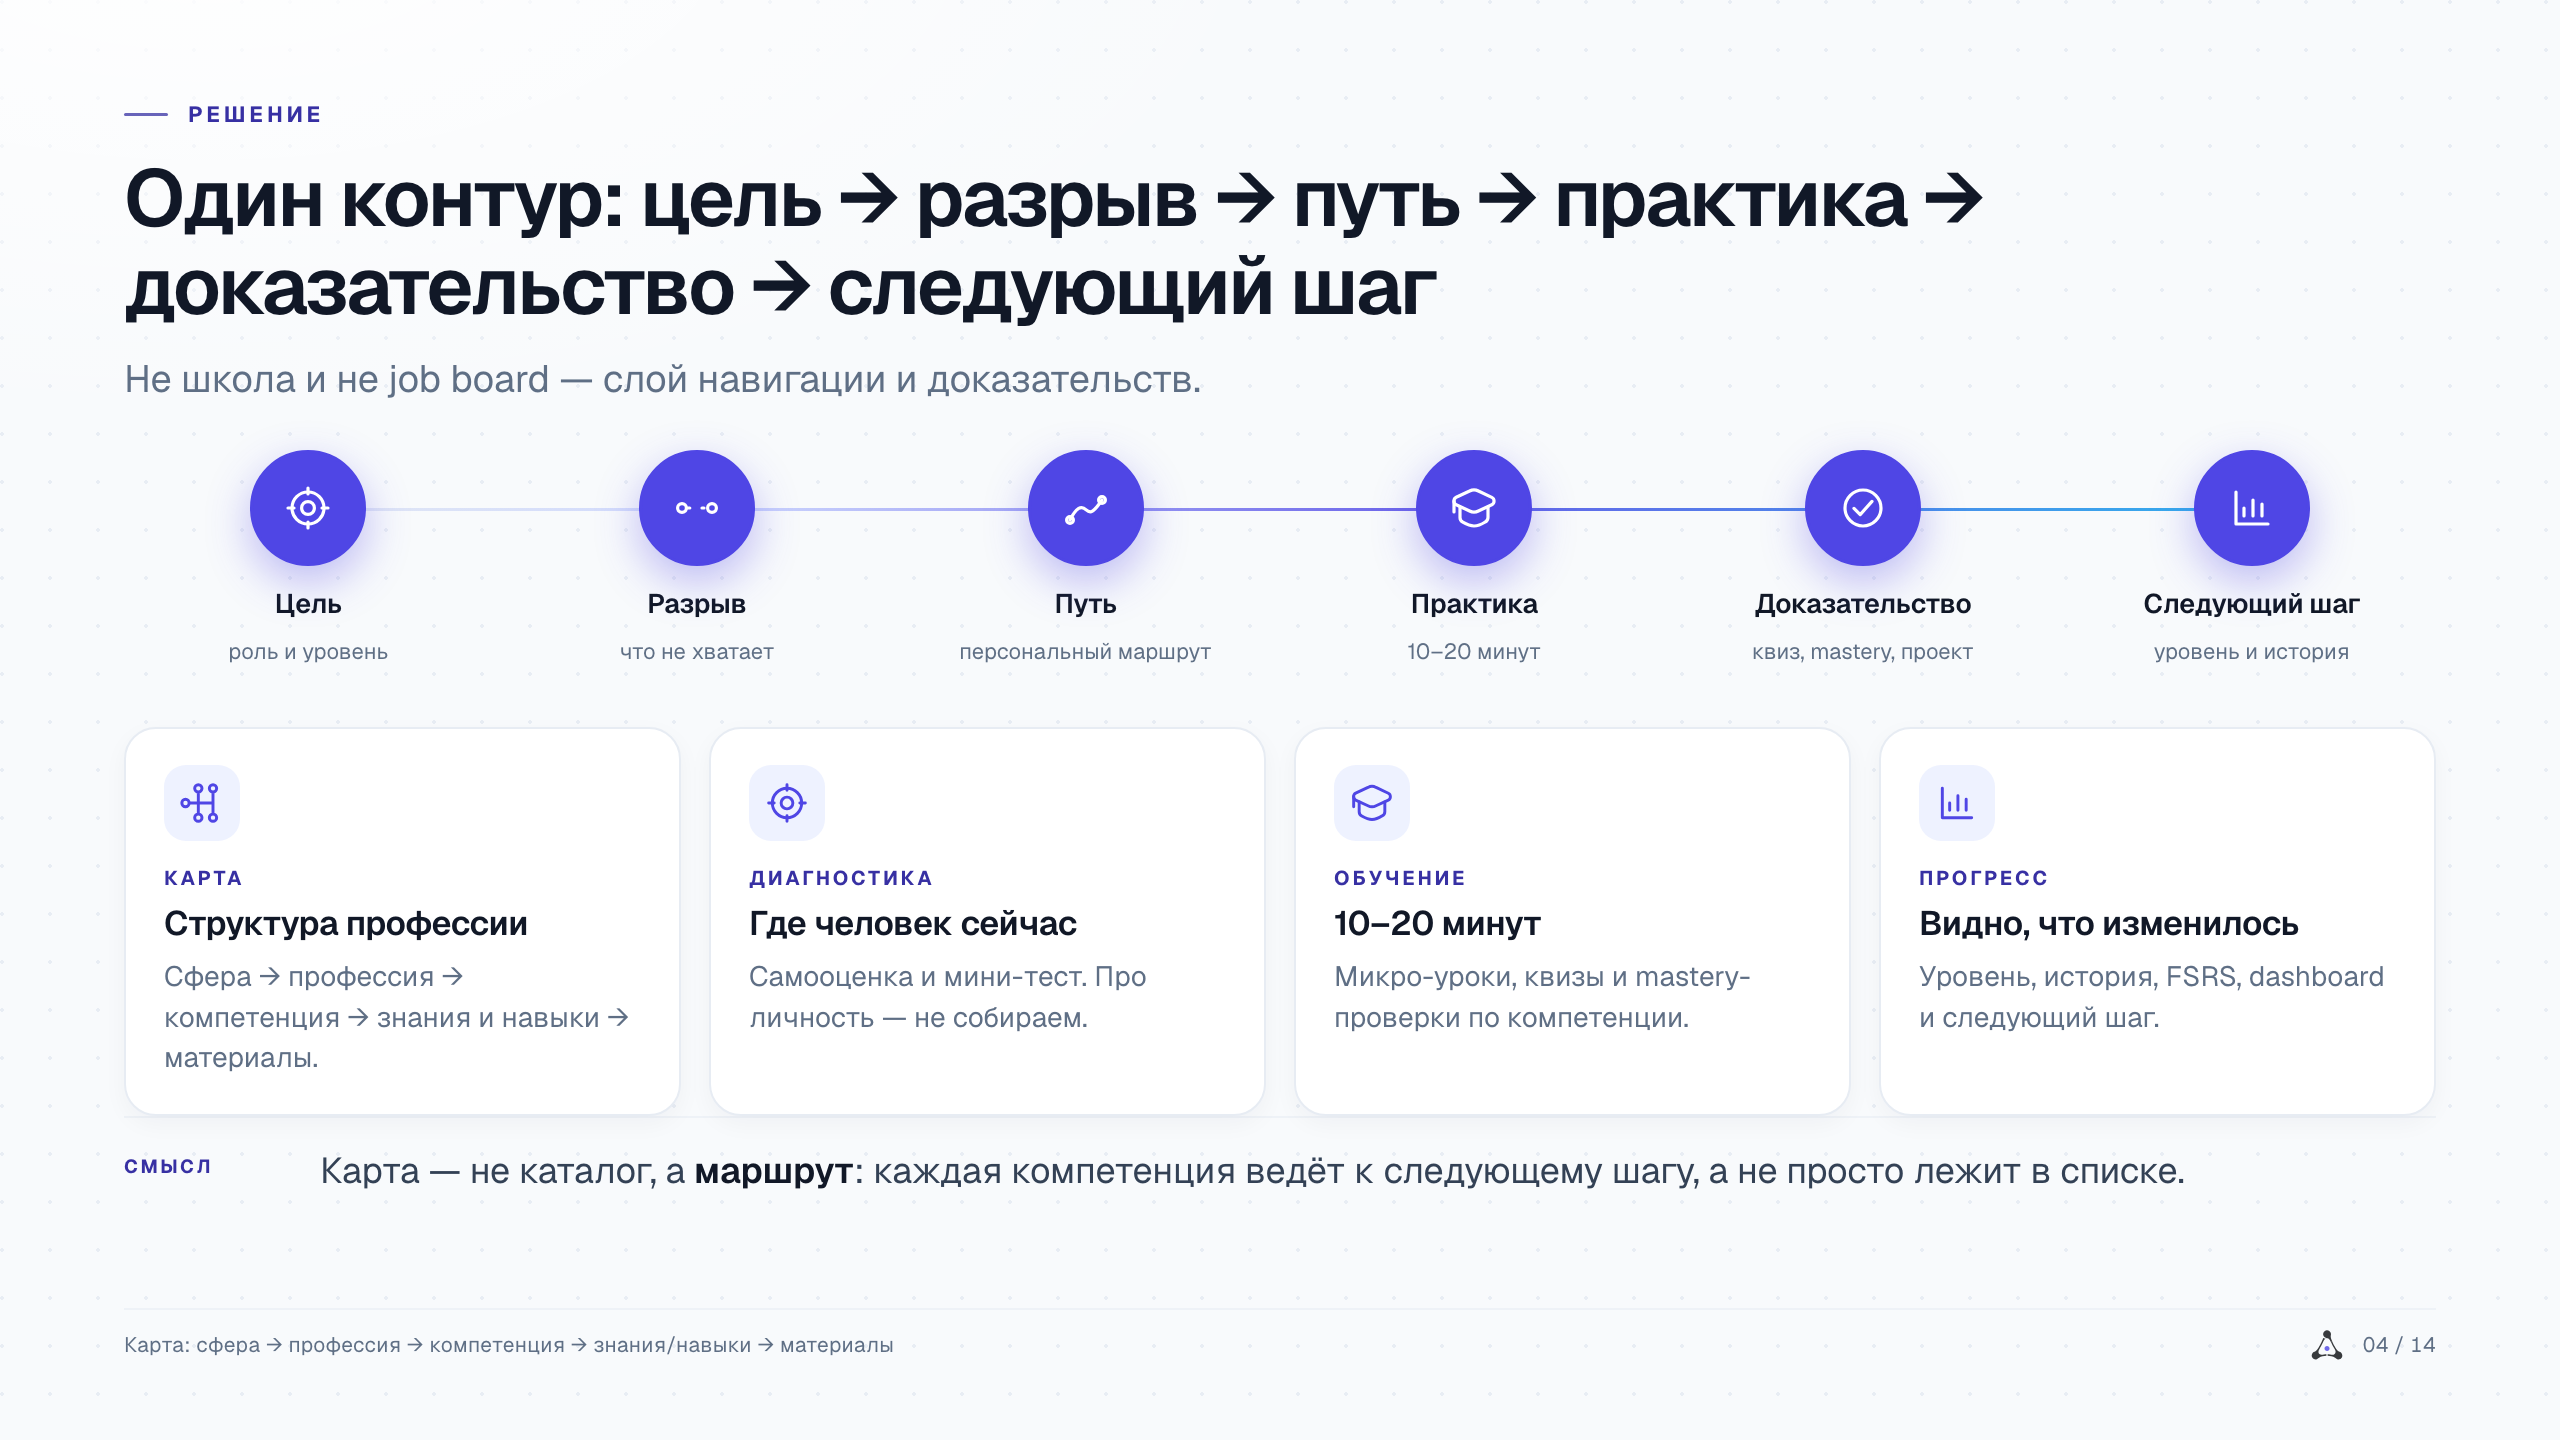 РЕШЕНИЕ
Один контур: цель → разрыв → путь → практика →
доказательство → следующий шаг
Не школа и не job board — слой навигации и доказательств.
Цель
роль и уровень
Разрыв
что не хватает
Путь
персональный маршрут
Практика
10–20 минут
Доказательство
квиз, mastery, проект
Следующий шаг
уровень и история
КАРТА
Структура профессии
Сфера → профессия →
компетенция → знания и навыки →
материалы.
ДИАГНОСТИКА
Где человек сейчас
Самооценка и мини-тест. Про
личность — не собираем.
ОБУЧЕНИЕ
10–20 минут
Микро-уроки, квизы и mastery-
проверки по компетенции.
ПРОГРЕСС
Видно, что изменилось
Уровень, история, FSRS, dashboard
и следующий шаг.
СМЫСЛ
Карта — не каталог, а маршрут: каждая компетенция ведёт к следующему шагу, а не просто лежит в списке.
Карта: сфера → профессия → компетенция → знания/навыки → материалы
04 / 14